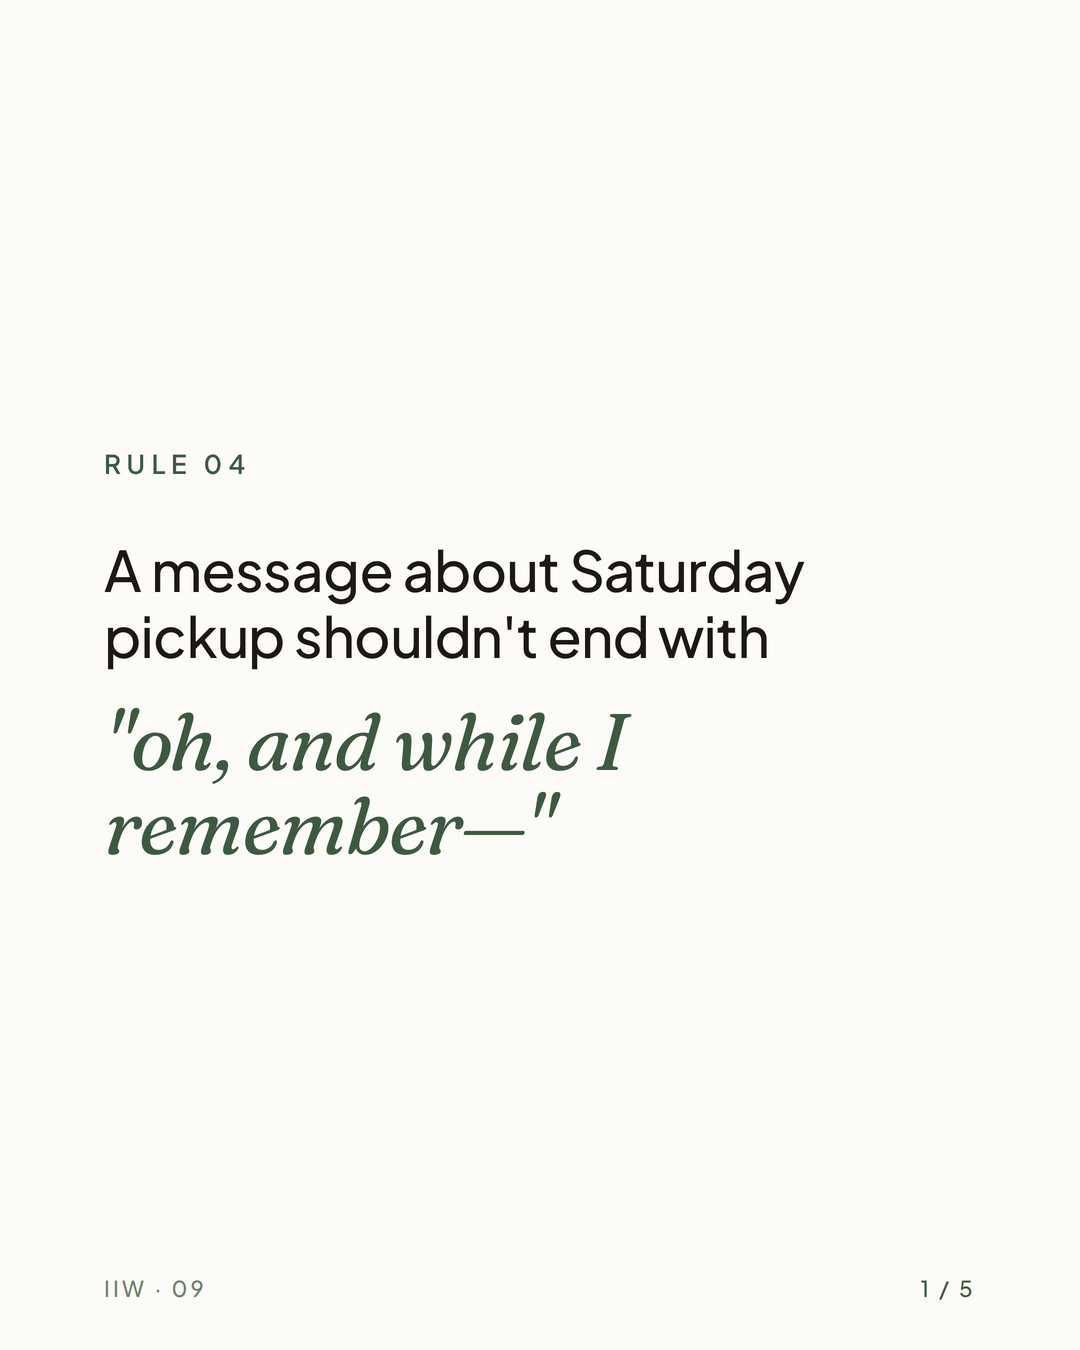 RULE 04
A message about Saturday
pickup shouldn't end with
"oh, and while I
remember—"
IIW · 09
1 / 5